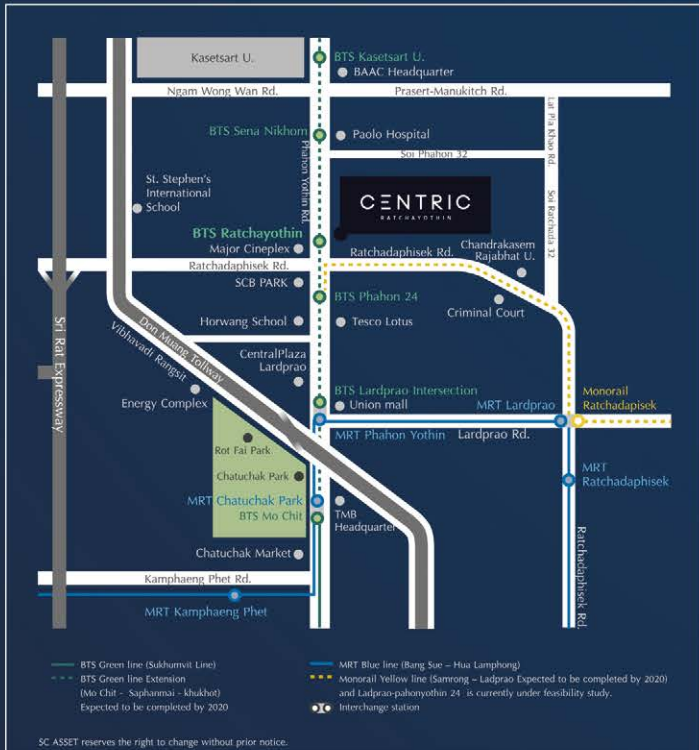 Kasetsart U.
BTS Kasetsart U.
BAAC Headquarter
Ngam Wong Wan Rd.
Prasert-Manukitch Rd.
Lat Pla Khao Rd.
BTS Sena Nikhom
Paolo Hospital
Phahon Yothin Rd.
Soi Phahon 32
St. Stephen's
International
School
CENTRIC
RATCHAYOTHIN
Soi Ratchada 32
BTS Ratchayothin
Major Cineplex
Ratchadaphisek Rd.
Chandrakasem
Rajabhat U.
Ratchadaphisek Rd.
SCB PARK
BTS Phahon 24
Criminal Court
Sri Rat Expressway
Don Muang Tollway
Vibhavadi Rangsit
Horwang School
Tesco Lotus
CentralPlaza
Lardprao
Energy Complex
BTS Lardprao Intersection
Union mall
MRT Lardprao
Monorail
Ratchadapisek
MRT Phahon Yothin
Lardprao Rd.
Rot Fai Park
Chatuchak Park
MRT
Ratchadaphisek
MRT Chatuchak Park
BTS Mo Chit
TMB
Headquarter
Ratchadaphisek Rd.
Chatuchak Market
Kamphaeng Phet Rd.
MRT Kamphaeng Phet
BTS Green line (Sukhumvit Line)
BTS Green line Extension
(Mo Chit - Saphanmai - khukhot)
Expected to be completed by 2020
MRT Blue line (Bang Sue – Hua Lamphong)
Monorail Yellow line (Samrong – Ladprao Expected to be completed by 2020)
and Ladprao-pahonyothin 24 is currently under feasibility study.
Interchange station
SC ASSET reserves the right to change without prior notice.